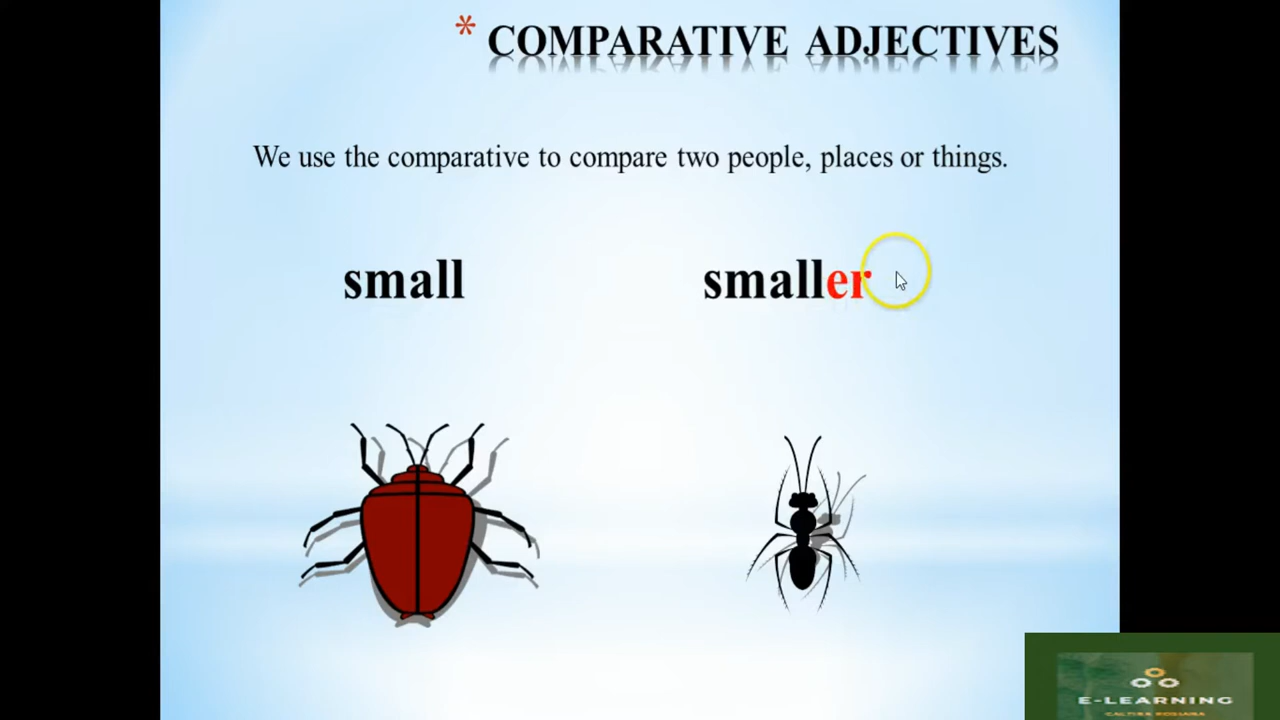 * COMPARATIVE ADJECTIVES
We use the comparative to compare two people, places or things.
small
smaller
E-LEARNING